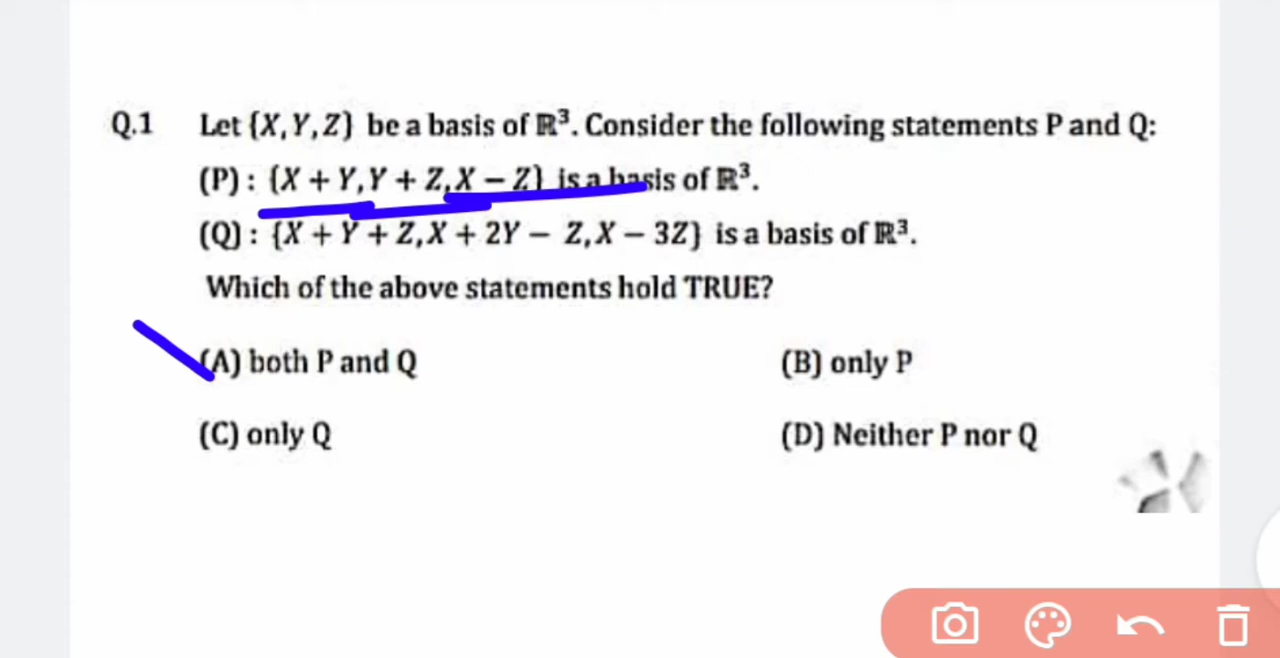 Q.1 Let {X, Y, Z} be a basis of ℝ³. Consider the following statements P and Q:
(P) : {X + Y, Y + Z, X − Z} is a basis of ℝ³.
(Q) : {X + Y + Z, X + 2Y − Z, X − 3Z} is a basis of ℝ³.
Which of the above statements hold TRUE?
(A) both P and Q (B) only P
(C) only Q (D) Neither P nor Q